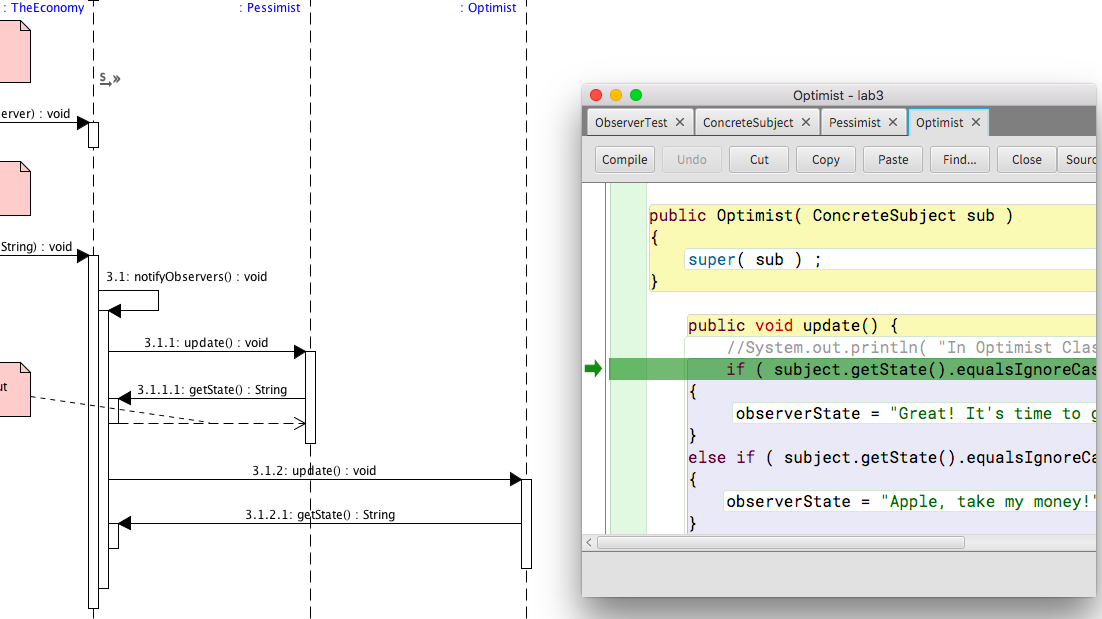 : TheEconomy
: Pessimist
: Optimist
S
erver) : void
String) : void
3.1: notifyObservers() : void
3.1.1: update() : void
3.1.1.1: getState() : String
ut
3.1.2: update() : void
3.1.2.1: getState() : String
Optimist - lab3
ObserverTest ✕ ConcreteSubject ✕ Pessimist ✕ Optimist ✕
Compile Undo Cut Copy Paste Find... Close Sourc
public Optimist( ConcreteSubject sub )
{
super( sub ) ;
}
public void update() {
//System.out.println( "In Optimist Clas
if ( subject.getState().equalsIgnoreCas
{
observerState = "Great! It's time to g
}
else if ( subject.getState().equalsIgnoreCa
{
observerState = "Apple, take my money!"
}